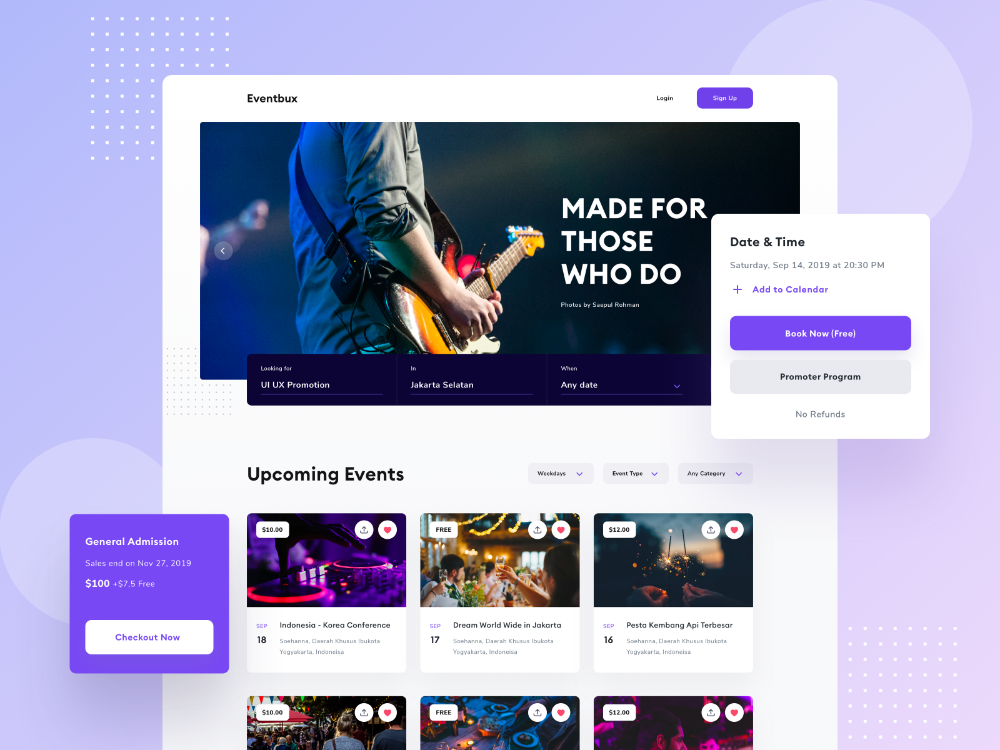 Eventbux
Login
Sign Up
MADE FOR
THOSE
WHO DO
Photos by Saepul Rohman
Date & Time
Saturday, Sep 14, 2019 at 20:30 PM
+ Add to Calendar
Book Now (Free)
Promoter Program
No Refunds
Looking for
UI UX Promotion
In
Jakarta Selatan
When
Any date
Upcoming Events
Weekdays
Event Type
Any Category
General Admission
Sales end on Nov 27, 2019
$100 +$7,5 Free
Checkout Now
$10.00
SEP
18
Indonesia - Korea Conference
Soehanna, Daerah Khusus Ibukota
Yogyakarta, Indoneisa
FREE
SEP
17
Dream World Wide in Jakarta
Soehanna, Daerah Khusus Ibukota
Yogyakarta, Indoneisa
$12.00
SEP
16
Pesta Kembang Api Terbesar
Soehanna, Daerah Khusus Ibukota
Yogyakarta, Indoneisa
$10.00
FREE
$12.00